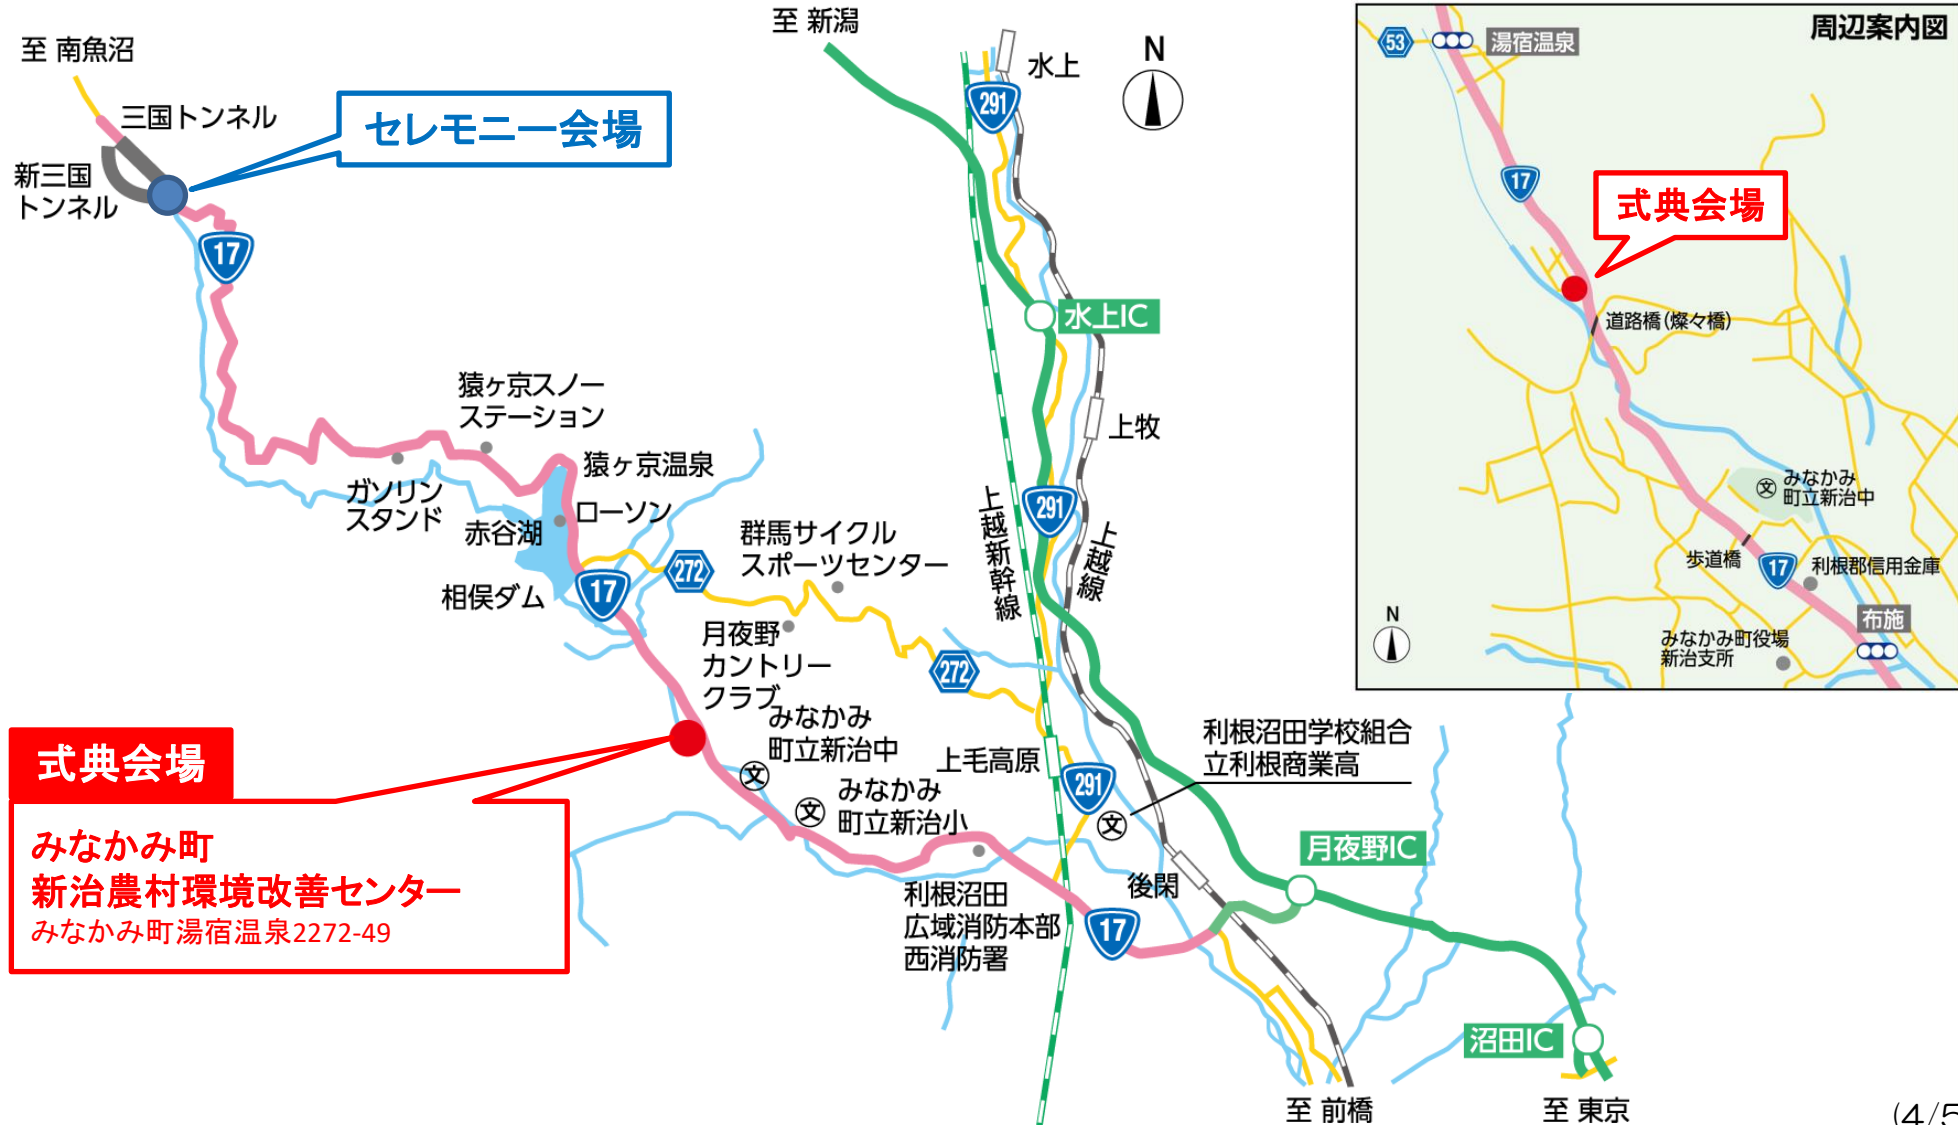 至 南魚沼
三国トンネル
新三国
トンネル
セレモニー会場
17
至 新潟
水上
291
N
水上IC
上牧
猿ヶ京スノー
ステーション
ガソリン
スタンド
猿ヶ京温泉
ローソン
赤谷湖
相俣ダム
17
272
群馬サイクル
スポーツセンター
月夜野
カントリー
クラブ
272
上越新幹線
291
上越線
みなかみ
町立新治中
文
みなかみ
町立新治小
文
上毛高原
291
文
利根沼田学校組合
立利根商業高
月夜野IC
後閑
利根沼田
広域消防本部
西消防署
17
沼田IC
至 前橋
至 東京
式典会場
みなかみ町
新治農村環境改善センター
みなかみ町湯宿温泉2272-49
周辺案内図
53
湯宿温泉
17
式典会場
道路橋(燦々橋)
文
みなかみ
町立新治中
歩道橋
17
利根郡信用金庫
布施
みなかみ町役場
新治支所
N
(4/5